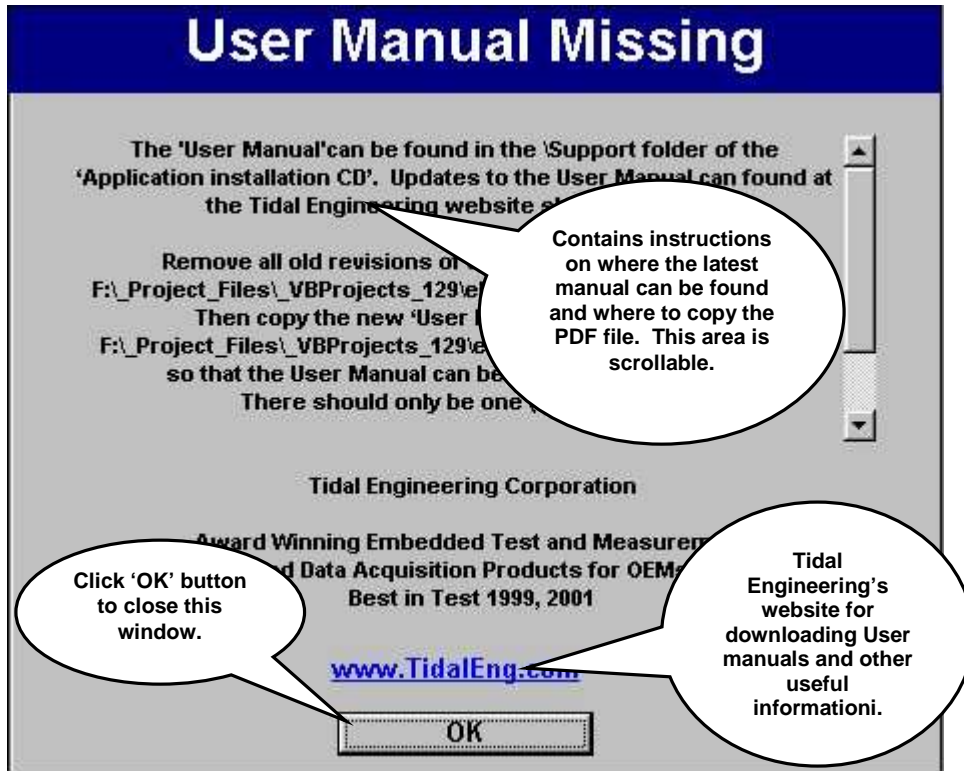 User Manual Missing
The 'User Manual'can be found in the \Support folder of the
‘Application installation CD’. Updates to the User Manual can found at
the Tidal Engineering website
Remove all old revisions of
F:\_Project_Files\_VBProjects_129\
Then copy the new ‘User
F:\_Project_Files\_VBProjects_129\
so that the User Manual can be
There should only be one
Contains instructions
on where the latest
manual can be found
and where to copy the
PDF file. This area is
scrollable.
Tidal Engineering Corporation
Award Winning Embedded Test and
Data Acquisition Products for OEMs
Best in Test 1999, 2001
Click ‘OK’ button
to close this
window.
Tidal
Engineering’s
website for
downloading User
manuals and other
useful
informationi.
www.TidalEng.com
OK